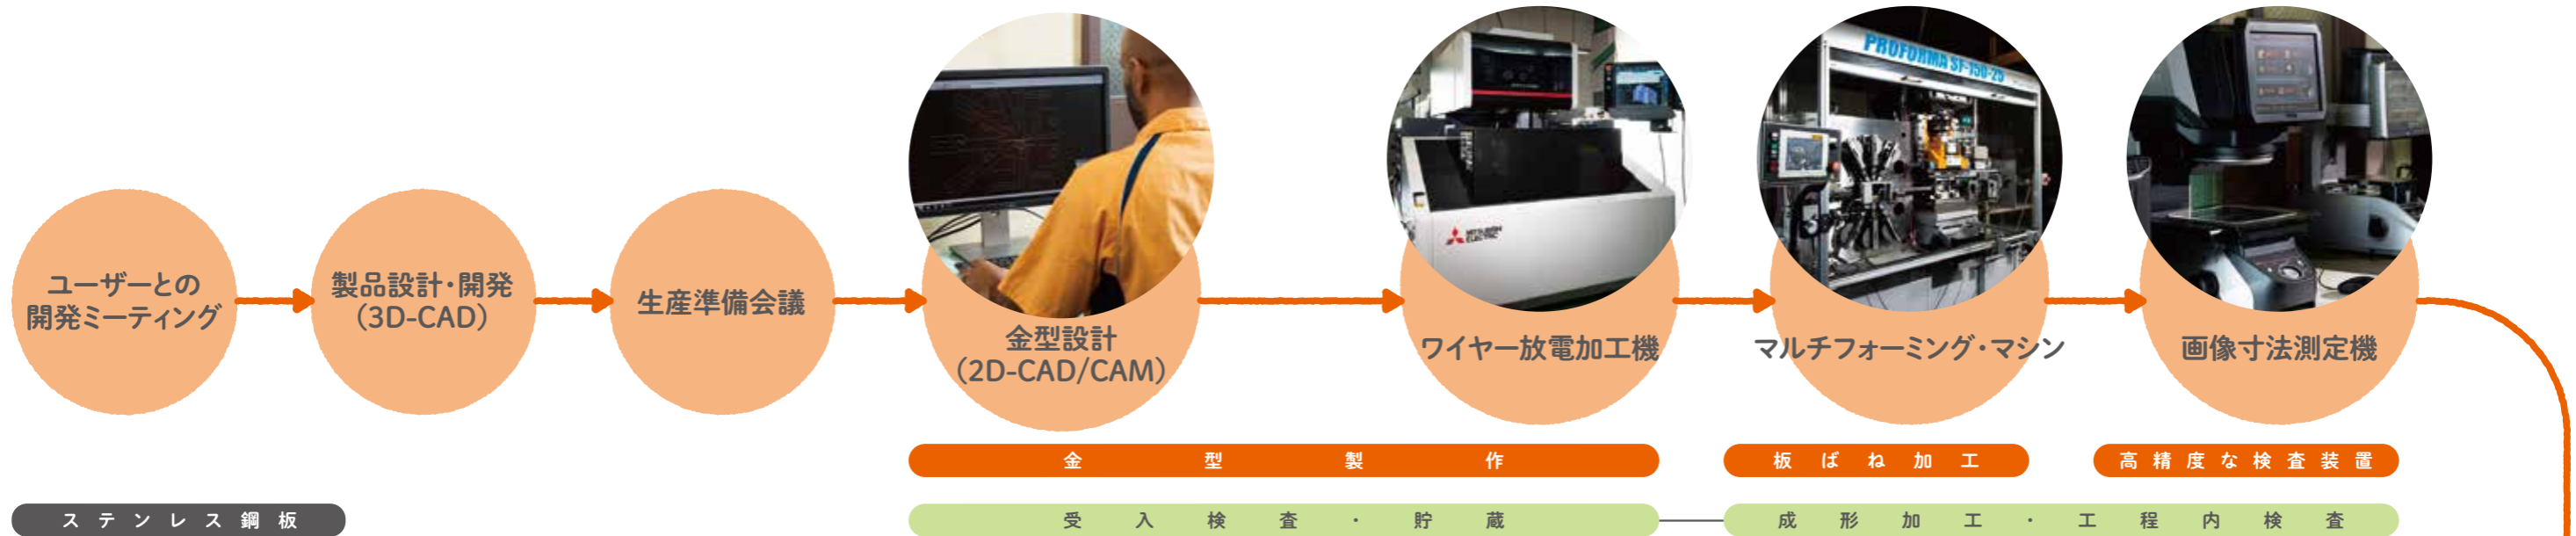 ユーザーとの
開発ミーティング
製品設計・開発
(3D-CAD)
生産準備会議
金型設計
(2D-CAD/CAM)
MITSUBISHI
ELECTRIC
ワイヤー放電加工機
PROFORMA SF-150-25
マルチフォーミング・マシン
画像寸法測定機
金型製作
板ばね加工
高精度な検査装置
ステンレス鋼板
受入検査・貯蔵
成形加工・工程内検査